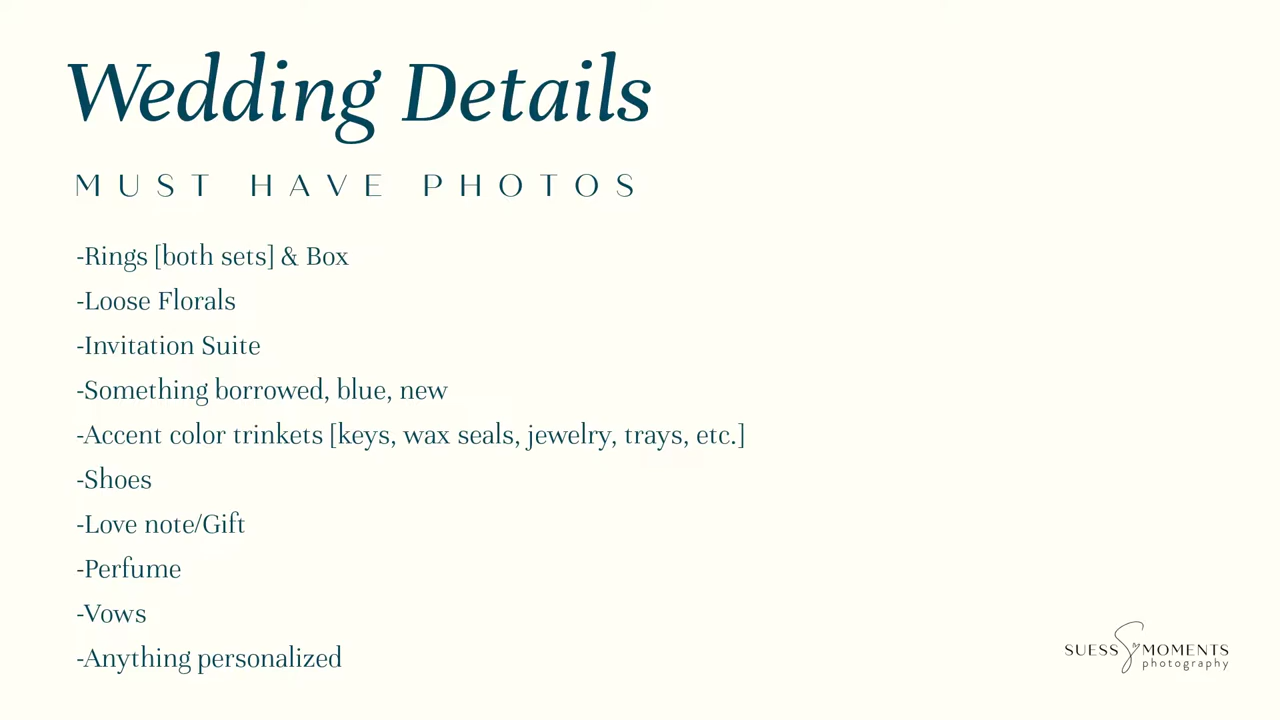 Wedding Details
MUST HAVE PHOTOS
-Rings [both sets] & Box
-Loose Florals
-Invitation Suite
-Something borrowed, blue, new
-Accent color trinkets [keys, wax seals, jewelry, trays, etc.]
-Shoes
-Love note/Gift
-Perfume
-Vows
-Anything personalized
SUESS MOMENTS
photography